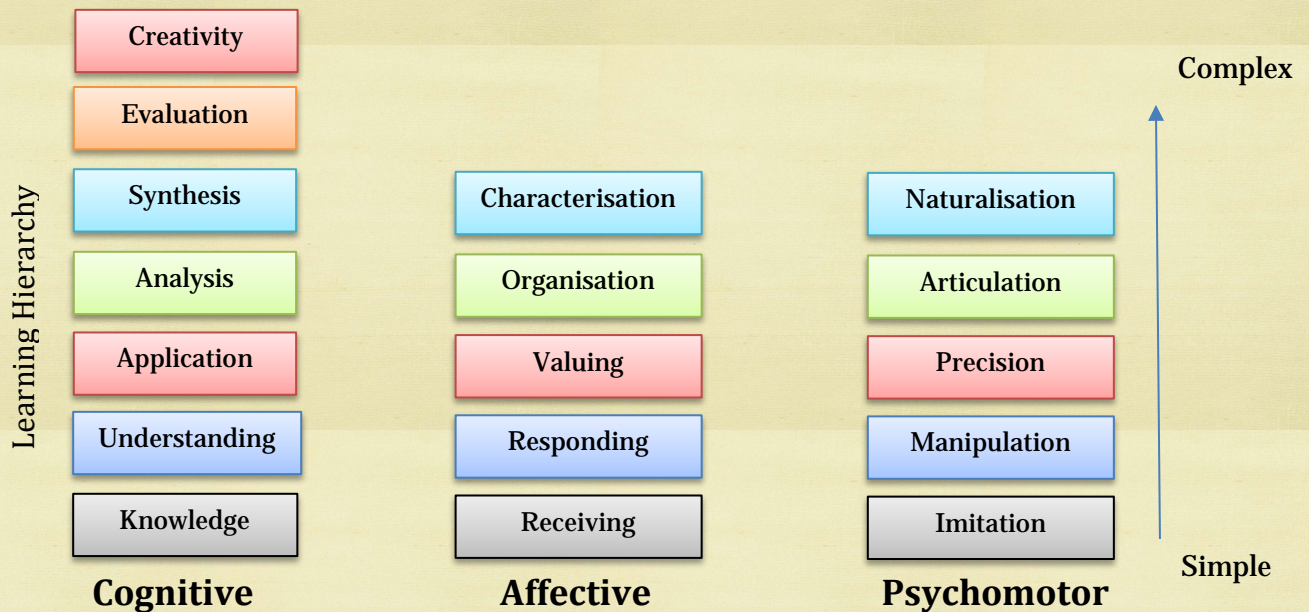 Learning Hierarchy
Creativity
Evaluation
Synthesis
Analysis
Application
Understanding
Knowledge
Cognitive
Characterisation
Organisation
Valuing
Responding
Receiving
Affective
Naturalisation
Articulation
Precision
Manipulation
Imitation
Psychomotor
Complex
Simple